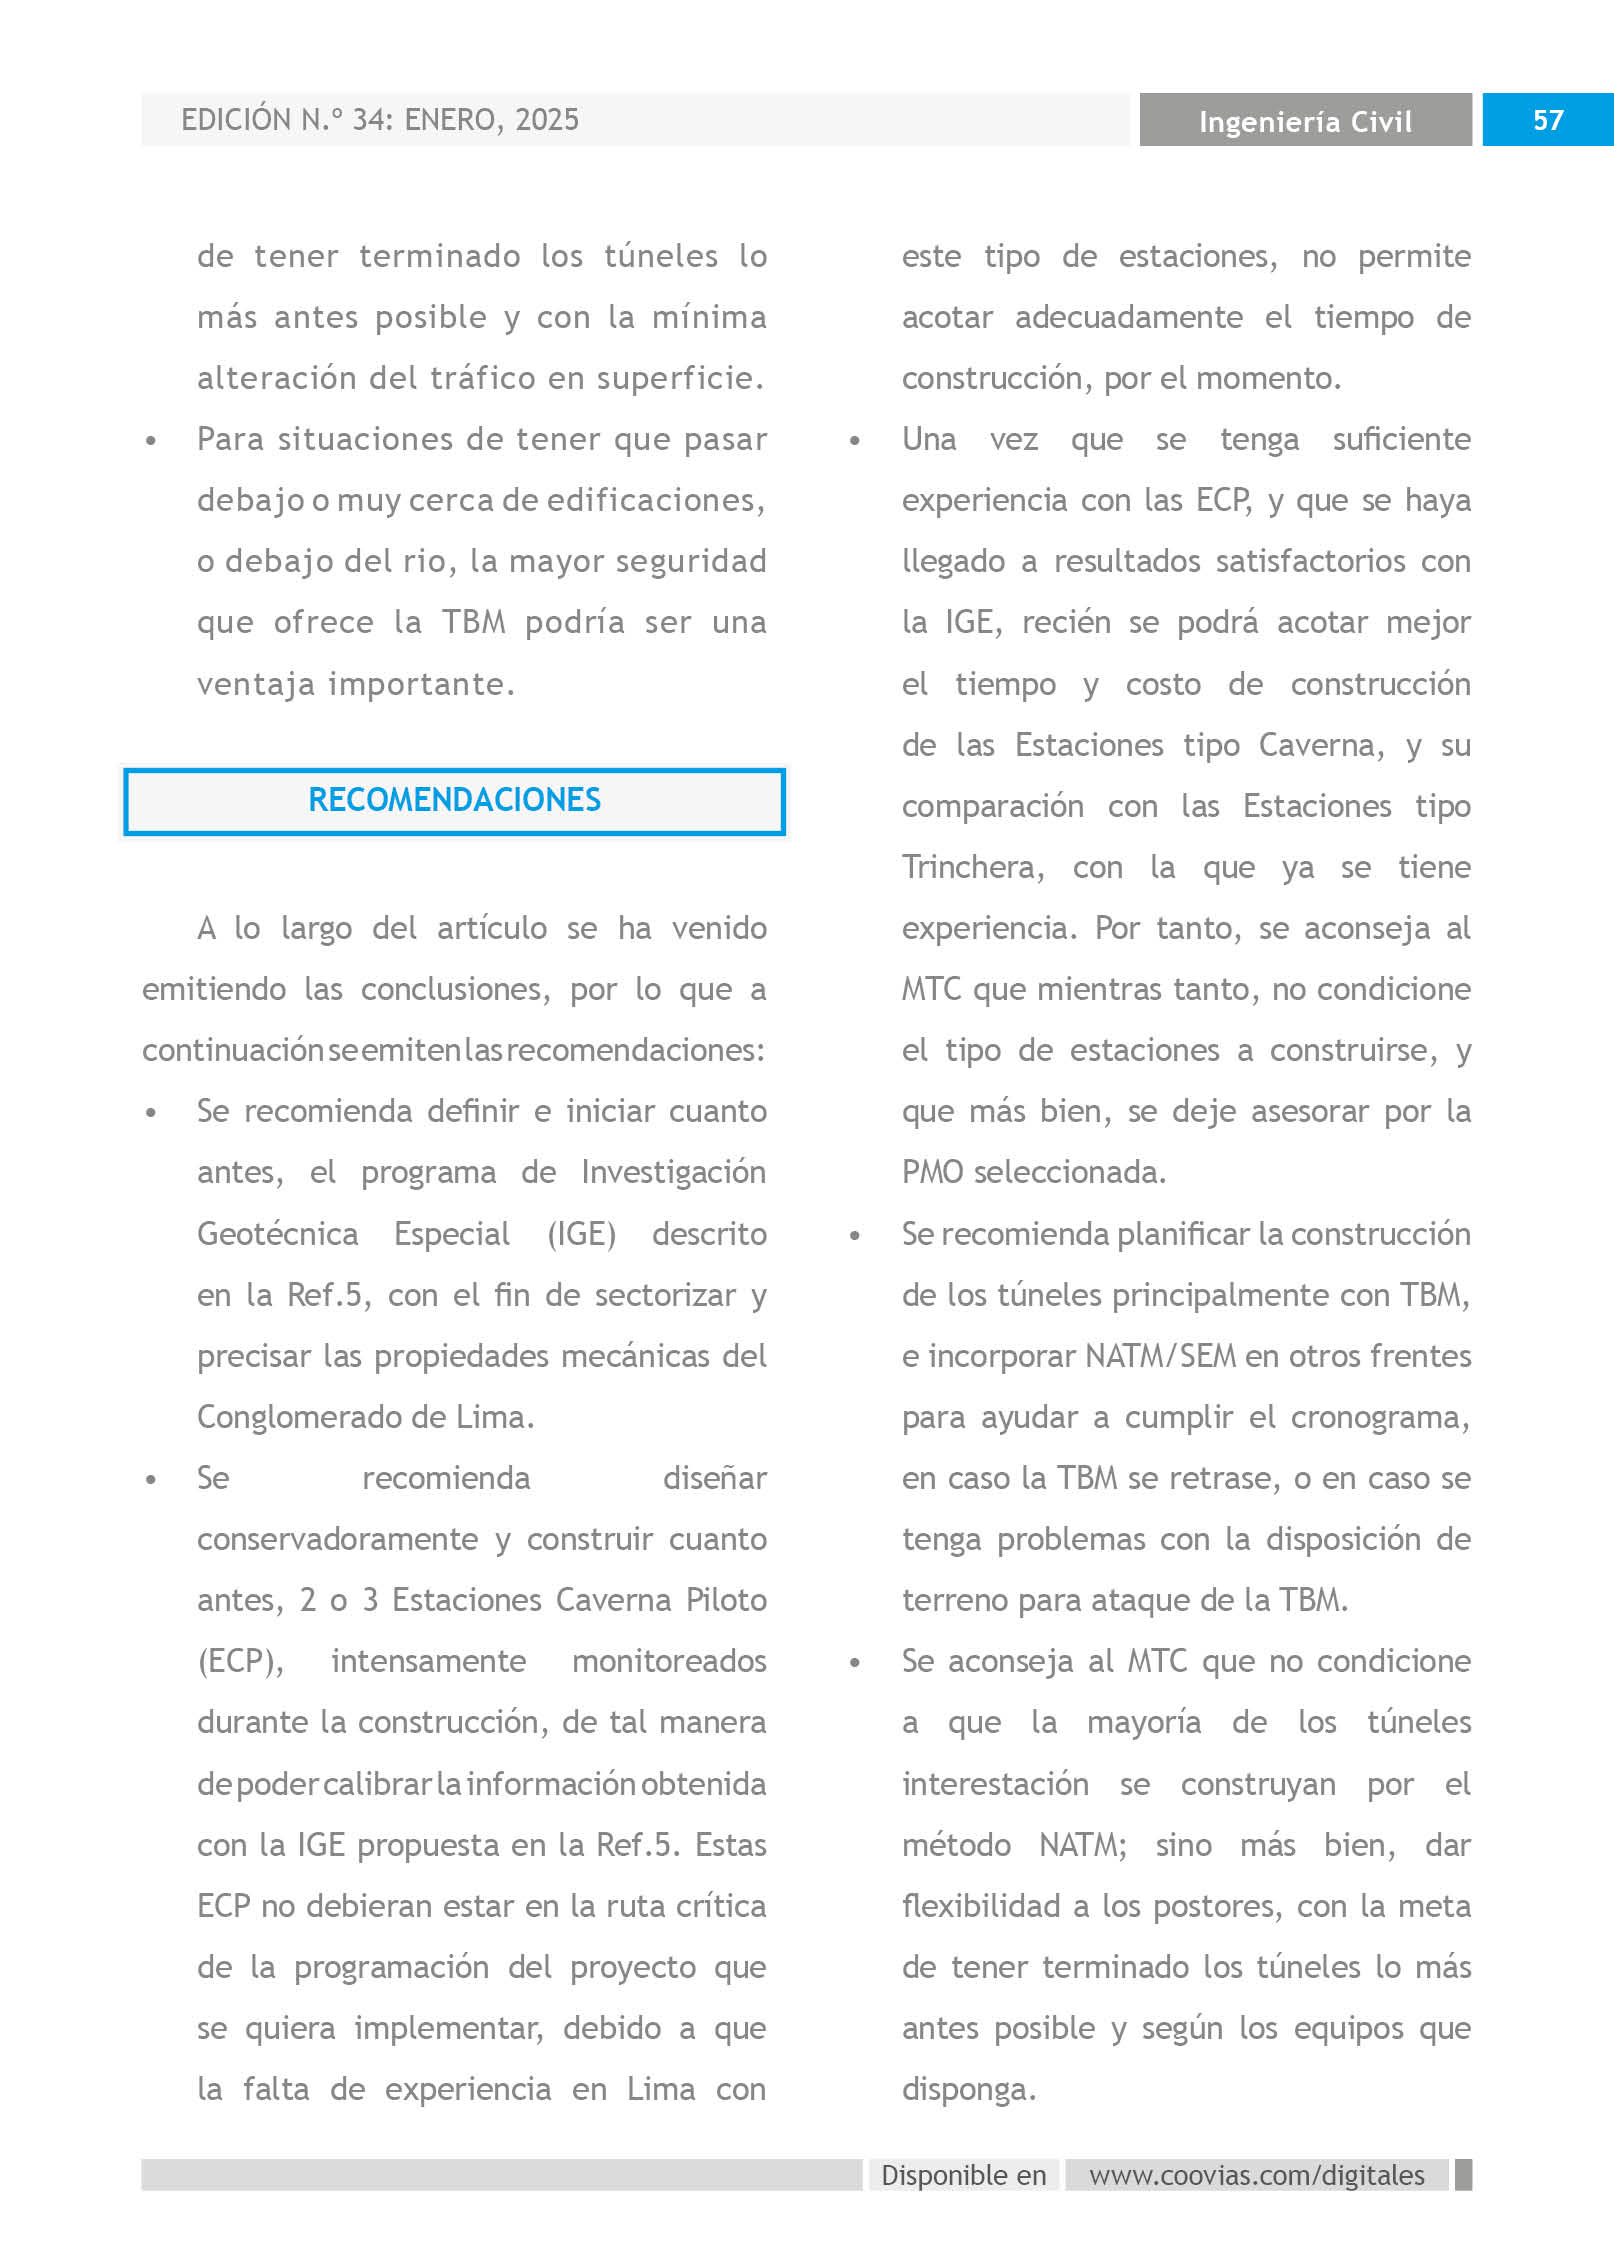 EDICIÓN N.º 34: ENERO, 2025
Ingeniería Civil
57
de tener terminado los túneles lo
más antes posible y con la mínima
alteración del tráfico en superficie.
• Para situaciones de tener que pasar
debajo o muy cerca de edificaciones,
o debajo del rio, la mayor seguridad
que ofrece la TBM podría ser una
ventaja importante.
RECOMENDACIONES
A lo largo del artículo se ha venido
emitiendo las conclusiones, por lo que a
continuación se emiten las recomendaciones:
• Se recomienda definir e iniciar cuanto
antes, el programa de Investigación
Geotécnica Especial (IGE) descrito
en la Ref.5, con el fin de sectorizar y
precisar las propiedades mecánicas del
Conglomerado de Lima.
• Se recomienda diseñar
conservadoramente y construir cuanto
antes, 2 o 3 Estaciones Caverna Piloto
(ECP), intensamente monitoreados
durante la construcción, de tal manera
de poder calibrar la información obtenida
con la IGE propuesta en la Ref.5. Estas
ECP no debieran estar en la ruta crítica
de la programación del proyecto que
se quiera implementar, debido a que
la falta de experiencia en Lima con
este tipo de estaciones, no permite
acotar adecuadamente el tiempo de
construcción, por el momento.
• Una vez que se tenga suficiente
experiencia con las ECP, y que se haya
llegado a resultados satisfactorios con
la IGE, recién se podrá acotar mejor
el tiempo y costo de construcción
de las Estaciones tipo Caverna, y su
comparación con las Estaciones tipo
Trinchera, con la que ya se tiene
experiencia. Por tanto, se aconseja al
MTC que mientras tanto, no condicione
el tipo de estaciones a construirse, y
que más bien, se deje asesorar por la
PMO seleccionada.
• Se recomienda planificar la construcción
de los túneles principalmente con TBM,
e incorporar NATM/SEM en otros frentes
para ayudar a cumplir el cronograma,
en caso la TBM se retrase, o en caso se
tenga problemas con la disposición de
terreno para ataque de la TBM.
• Se aconseja al MTC que no condicione
a que la mayoría de los túneles
interestación se construyan por el
método NATM; sino más bien, dar
flexibilidad a los postores, con la meta
de tener terminado los túneles lo más
antes posible y según los equipos que
disponga.
Disponible en
www.coovias.com/digitales